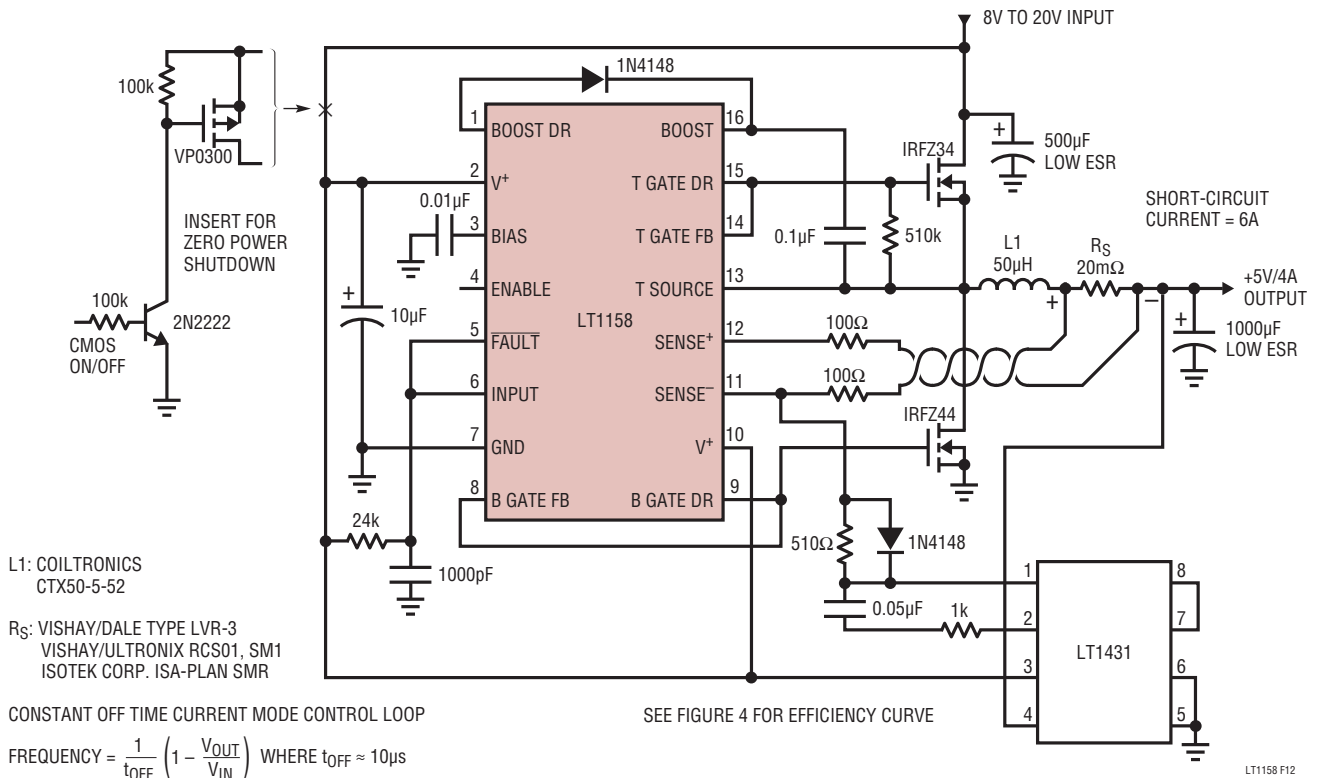 8V TO 20V INPUT
100k
VP0300
INSERT FOR
ZERO POWER
SHUTDOWN
100k
2N2222
CMOS
ON/OFF
1N4148
1
BOOST DR
2
V+
0.01µF
3
BIAS
4
ENABLE
10µF
5
FAULT
6
INPUT
7
GND
8
B GATE FB
LT1158
16
BOOST
15
T GATE DR
14
T GATE FB
13
T SOURCE
12
SENSE+
11
SENSE–
10
V+
9
B GATE DR
24k
1000pF
IRFZ34
+
500µF
LOW ESR
0.1µF
510k
SHORT-CIRCUIT
CURRENT = 6A
L1
50µH
RS
20mΩ
+
–
+5V/4A
OUTPUT
+
1000µF
LOW ESR
100Ω
100Ω
IRFZ44
510Ω
1N4148
0.05µF
1k
1
2
3
4
LT1431
8
7
6
5
+
L1: COILTRONICS
CTX50-5-52
RS: VISHAY/DALE TYPE LVR-3
VISHAY/ULTRONIX RCS01, SM1
ISOTEK CORP. ISA-PLAN SMR
CONSTANT OFF TIME CURRENT MODE CONTROL LOOP
FREQUENCY = 1/tOFF (1 – VOUT/VIN) WHERE tOFF ≈ 10µs
SEE FIGURE 4 FOR EFFICIENCY CURVE
LT1158 F12